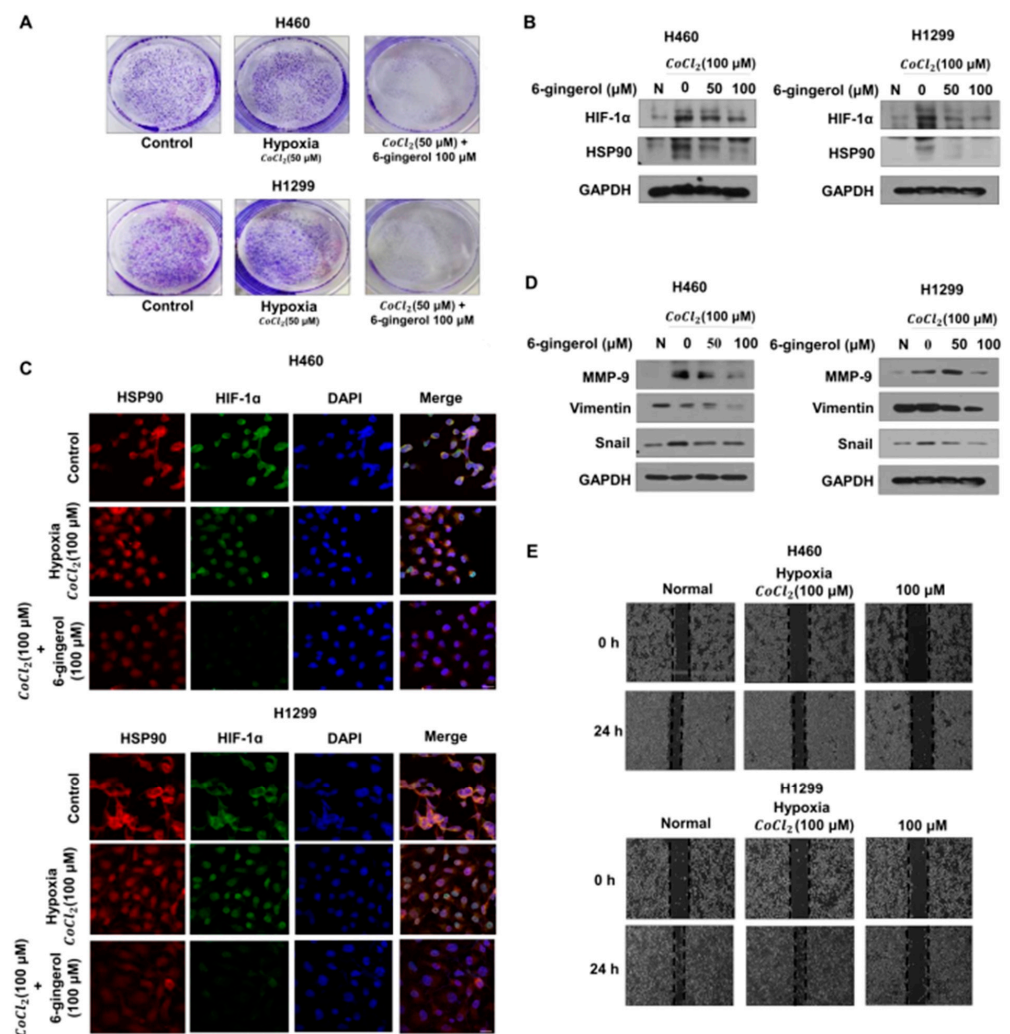 A
H460
Control
Hypoxia
CoCl₂(50 μM)
CoCl₂(50 μM) +
6-gingerol 100 μM
H1299
Control
Hypoxia
CoCl₂(50 μM)
CoCl₂(50 μM) +
6-gingerol 100 μM
B
H460
CoCl₂(100 μM)
6-gingerol (μM) N 0 50 100
HIF-1α
HSP90
GAPDH
H1299
CoCl₂(100 μM)
6-gingerol (μM) N 0 50 100
HIF-1α
HSP90
GAPDH
C
H460
HSP90 HIF-1α DAPI Merge
Control
Hypoxia
CoCl₂(100 μM)
CoCl₂(100 μM)
+
6-gingerol
(100 μM)
H1299
HSP90 HIF-1α DAPI Merge
Control
Hypoxia
CoCl₂(100 μM)
CoCl₂(100 μM)
+
6-gingerol
(100 μM)
D
H460
CoCl₂(100 μM)
6-gingerol (μM) N 0 50 100
MMP-9
Vimentin
Snail
GAPDH
H1299
CoCl₂(100 μM)
6-gingerol (μM) N 0 50 100
MMP-9
Vimentin
Snail
GAPDH
E
H460
Normal
Hypoxia
CoCl₂(100 μM)
100 μM
0 h
24 h
H1299
Normal
Hypoxia
CoCl₂(100 μM)
100 μM
0 h
24 h